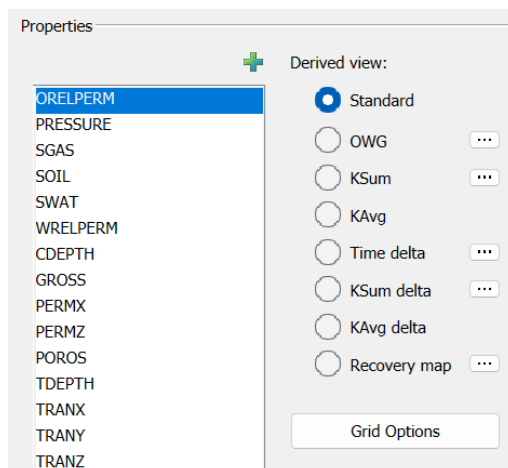 Properties
Derived view:
ORELPERM
PRESSURE
SGAS
SOIL
SWAT
WRELPERM
CDEPTH
GROSS
PERMX
PERMZ
POROS
TDEPTH
TRANX
TRANY
TRANZ
Standard
OWG ...
KSum ...
KAvg
Time delta ...
KSum delta ...
KAvg delta
Recovery map ...
Grid Options